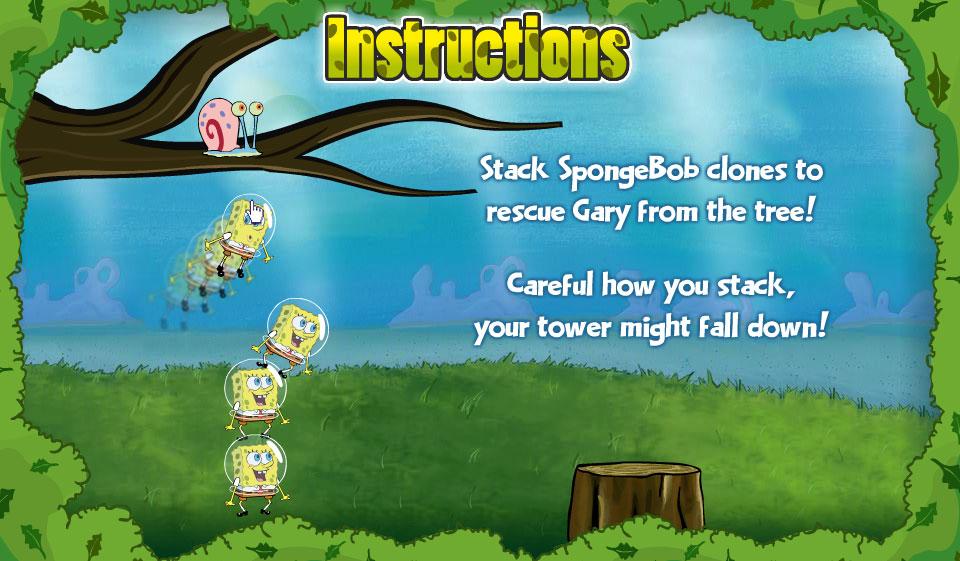 Instructions
Stack SpongeBob clones to
rescue Gary from the tree!
Careful how you stack,
your tower might fall down!